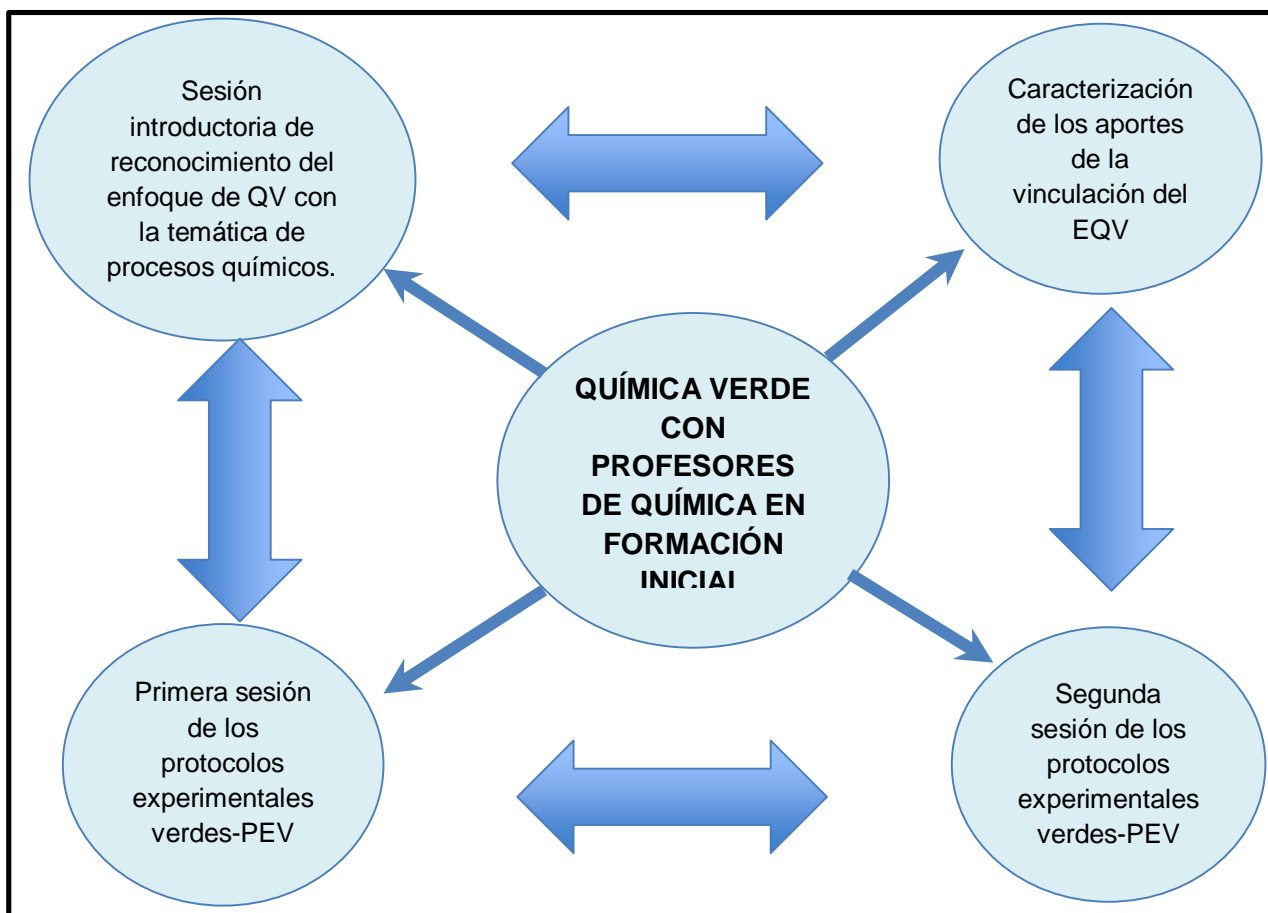 Sesión
introductoria de
reconocimiento del
enfoque de QV con
la temática de
procesos químicos.
Caracterización
de los aportes
de la
vinculación del
EQV
QUÍMICA VERDE
CON
PROFESORES
DE QUÍMICA EN
FORMACIÓN
INICIAL
Primera sesión
de los
protocolos
experimentales
verdes-PEV
Segunda
sesión de los
protocolos
experimentales
verdes-PEV